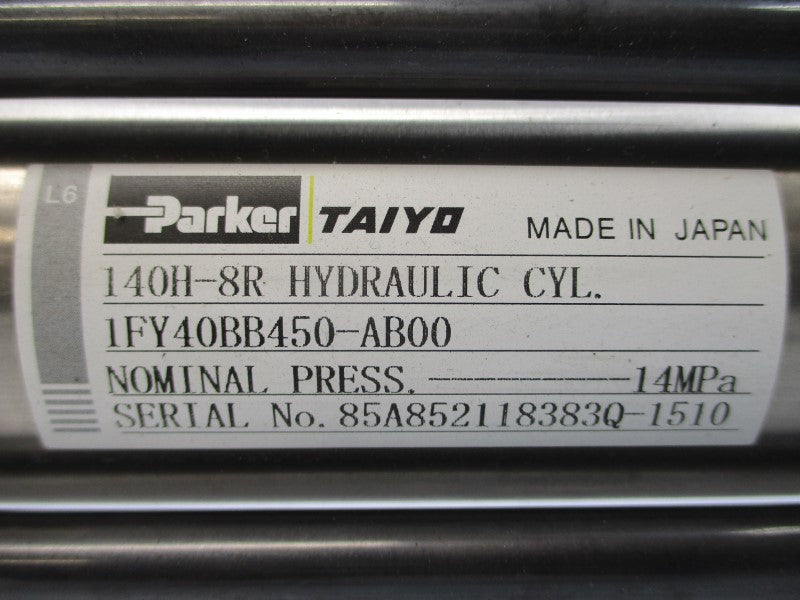 L6
Parker TAIYO MADE IN JAPAN
140H-8R HYDRAULIC CYL.
1FY40BB450-AB00
NOMINAL PRESS.————14MPa
SERIAL No. 85A852118383Q-1510